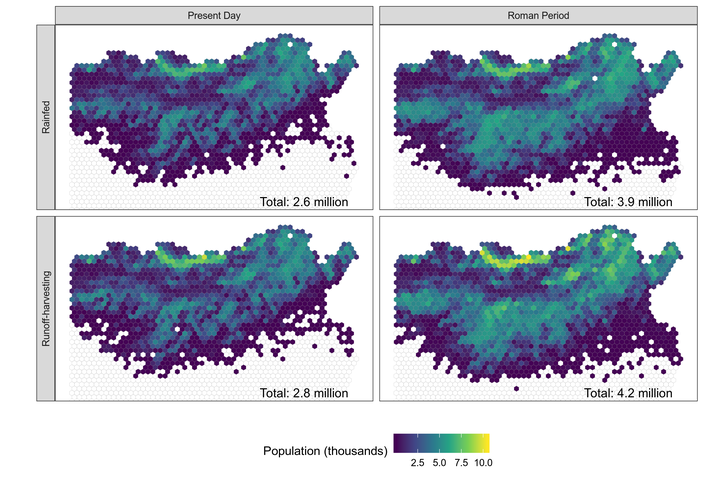 Present Day
Roman Period
Rainfed
Total: 2.6 million
Total: 3.9 million
Runoff-harvesting
Total: 2.8 million
Total: 4.2 million
Population (thousands)
2.5 5.0 7.5 10.0